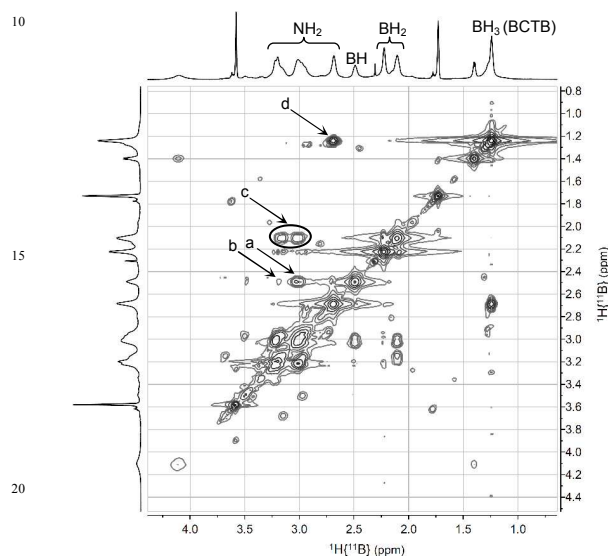 10
NH₂
BH
BH₂
BH₃ (BCTB)
d
c
b
a
15
20
0.8
1.0
1.2
1.4
1.6
1.8
2.0
2.2
2.4
2.6
2.8
3.0
3.2
3.4
3.6
3.8
4.0
4.2
4.4
¹H{¹¹B} (ppm)
4.0
3.5
3.0
2.5
2.0
1.5
1.0
¹H{¹¹B} (ppm)